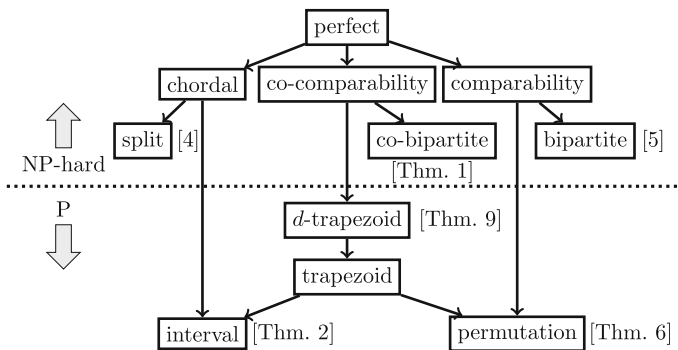 perfect
chordal
co-comparability
comparability
split [4]
co-bipartite
bipartite [5]
NP-hard
[Thm. 1]
P
d-trapezoid [Thm. 9]
trapezoid
interval [Thm. 2]
permutation [Thm. 6]